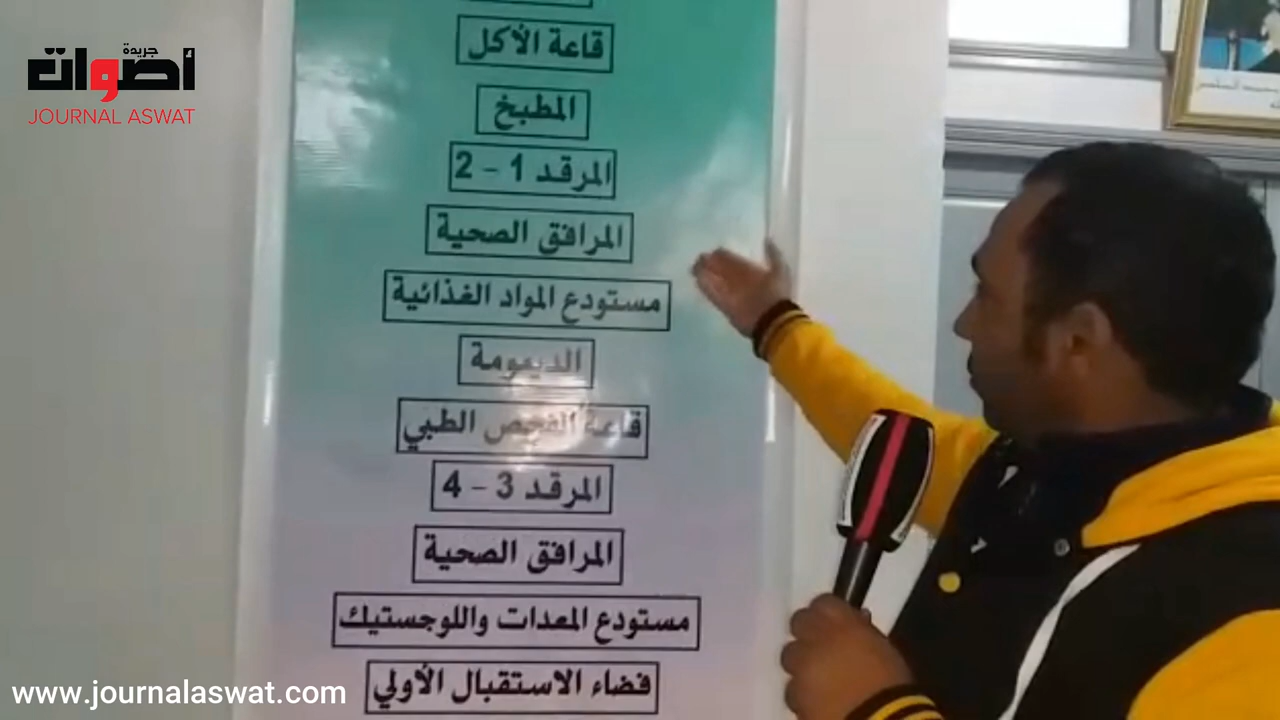 جريدة
أصوات
JOURNAL ASWAT
قاعة الأكل
المطبخ
المرقد 1 - 2
المرافق الصحية
مستودع المواد الغذائية
الديمومة
قاعة الفحص الطبي
المرقد 3 - 4
المرافق الصحية
مستودع المعدات واللوجستيك
فضاء الاستقبال الأولي
www.journalaswat.com